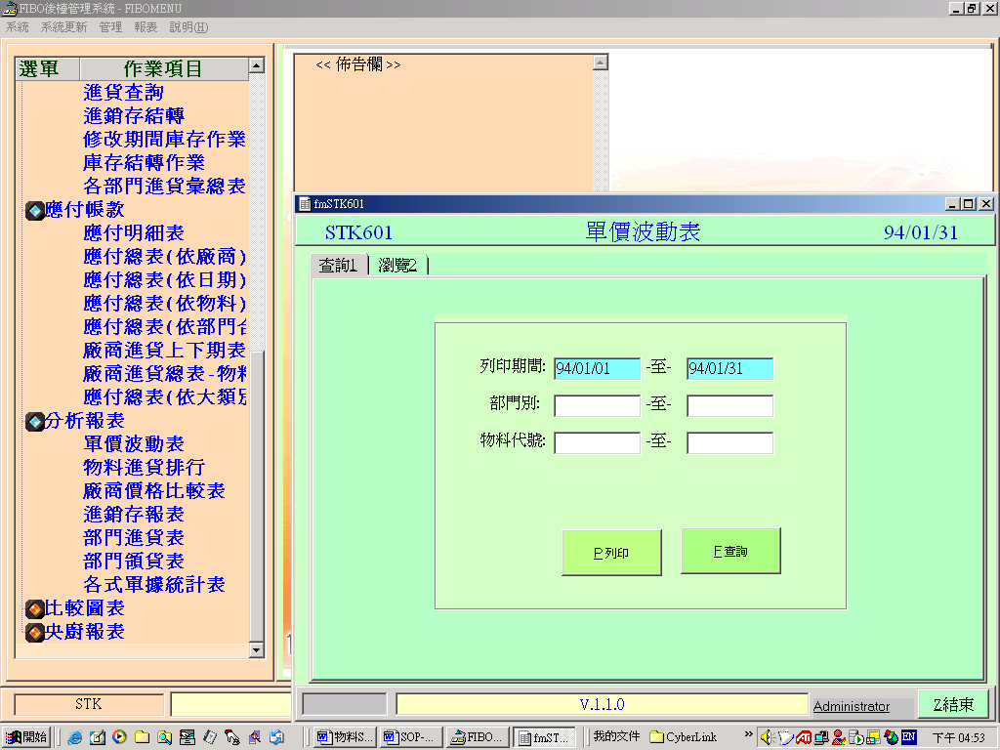 FIBO後檯管理系統 - FIBOMENU
系統 系統更新 管理 報表 說明(H)
選單 作業項目
進貨查詢
進銷存結轉
修改期間庫存作業
庫存結轉作業
各部門進貨彙總表
應付帳款
應付明細表
應付總表(依廠商)
應付總表(依日期)
應付總表(依物料)
應付總表(依部門合
廠商進貨上下期表
廠商進貨總表-物料
應付總表(依大類別
分析報表
單價波動表
物料進貨排行
廠商價格比較表
進銷存報表
部門進貨表
部門領貨表
各式單據統計表
比較圖表
央廚報表
STK
<< 佈告欄 >>
fmSTK601
STK601 單價波動表 94/01/31
查詢1 瀏覽2
列印期間: 94/01/01 -至- 94/01/31
部門別: -至-
物料代號: -至-
P列印 F查詢
V.1.1.0 Administrator Z結束
開始 物料S... SOP-... FIBO... fmST... 我的文件 CyberLink » EN 下午 04:53